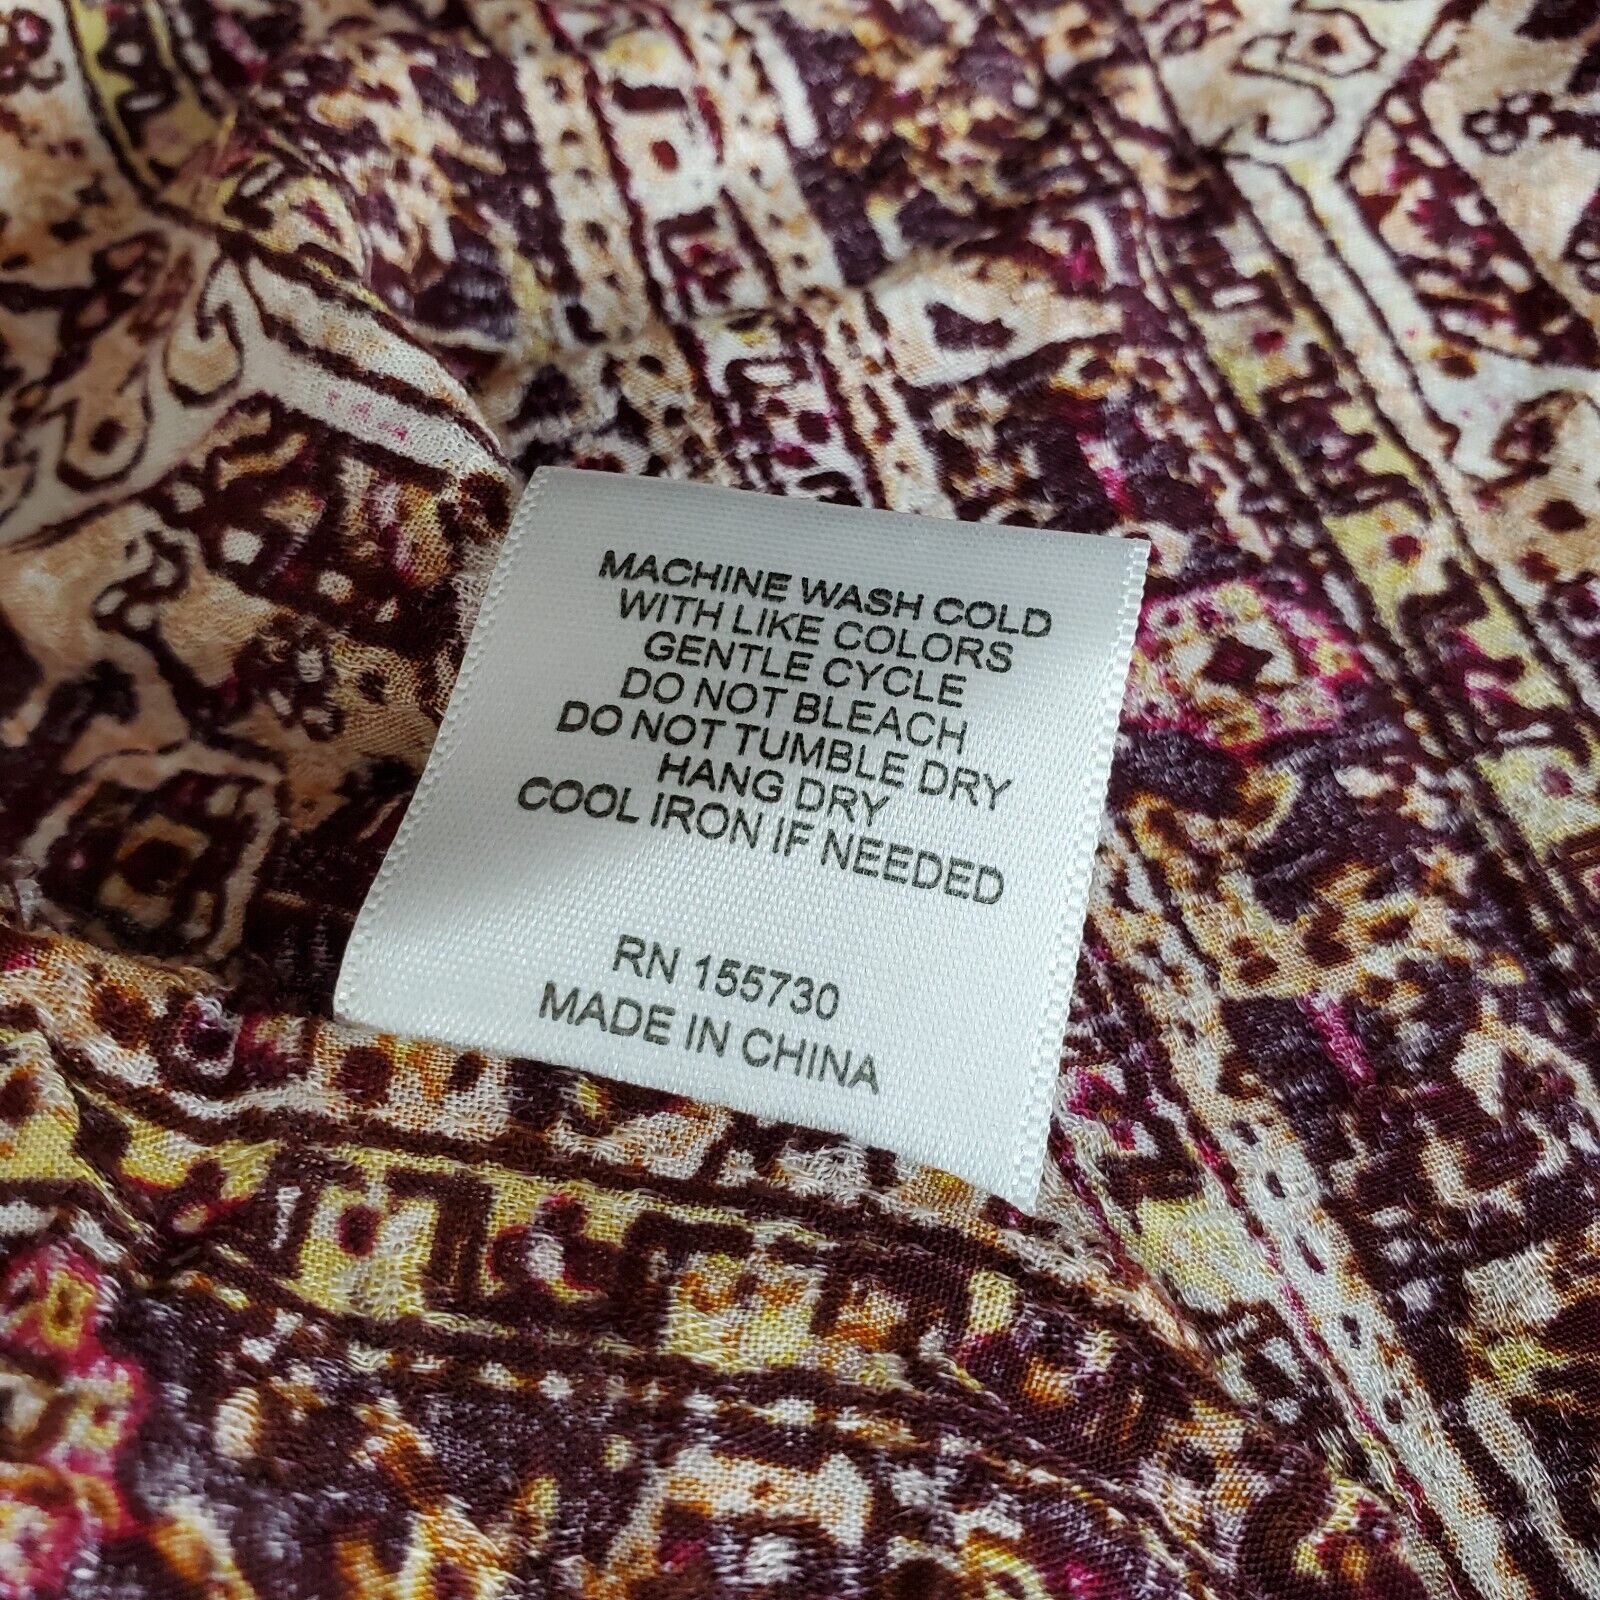 MACHINE WASH COLD
WITH LIKE COLORS
GENTLE CYCLE
DO NOT BLEACH
DO NOT TUMBLE DRY
HANG DRY
COOL IRON IF NEEDED
RN 155730
MADE IN CHINA